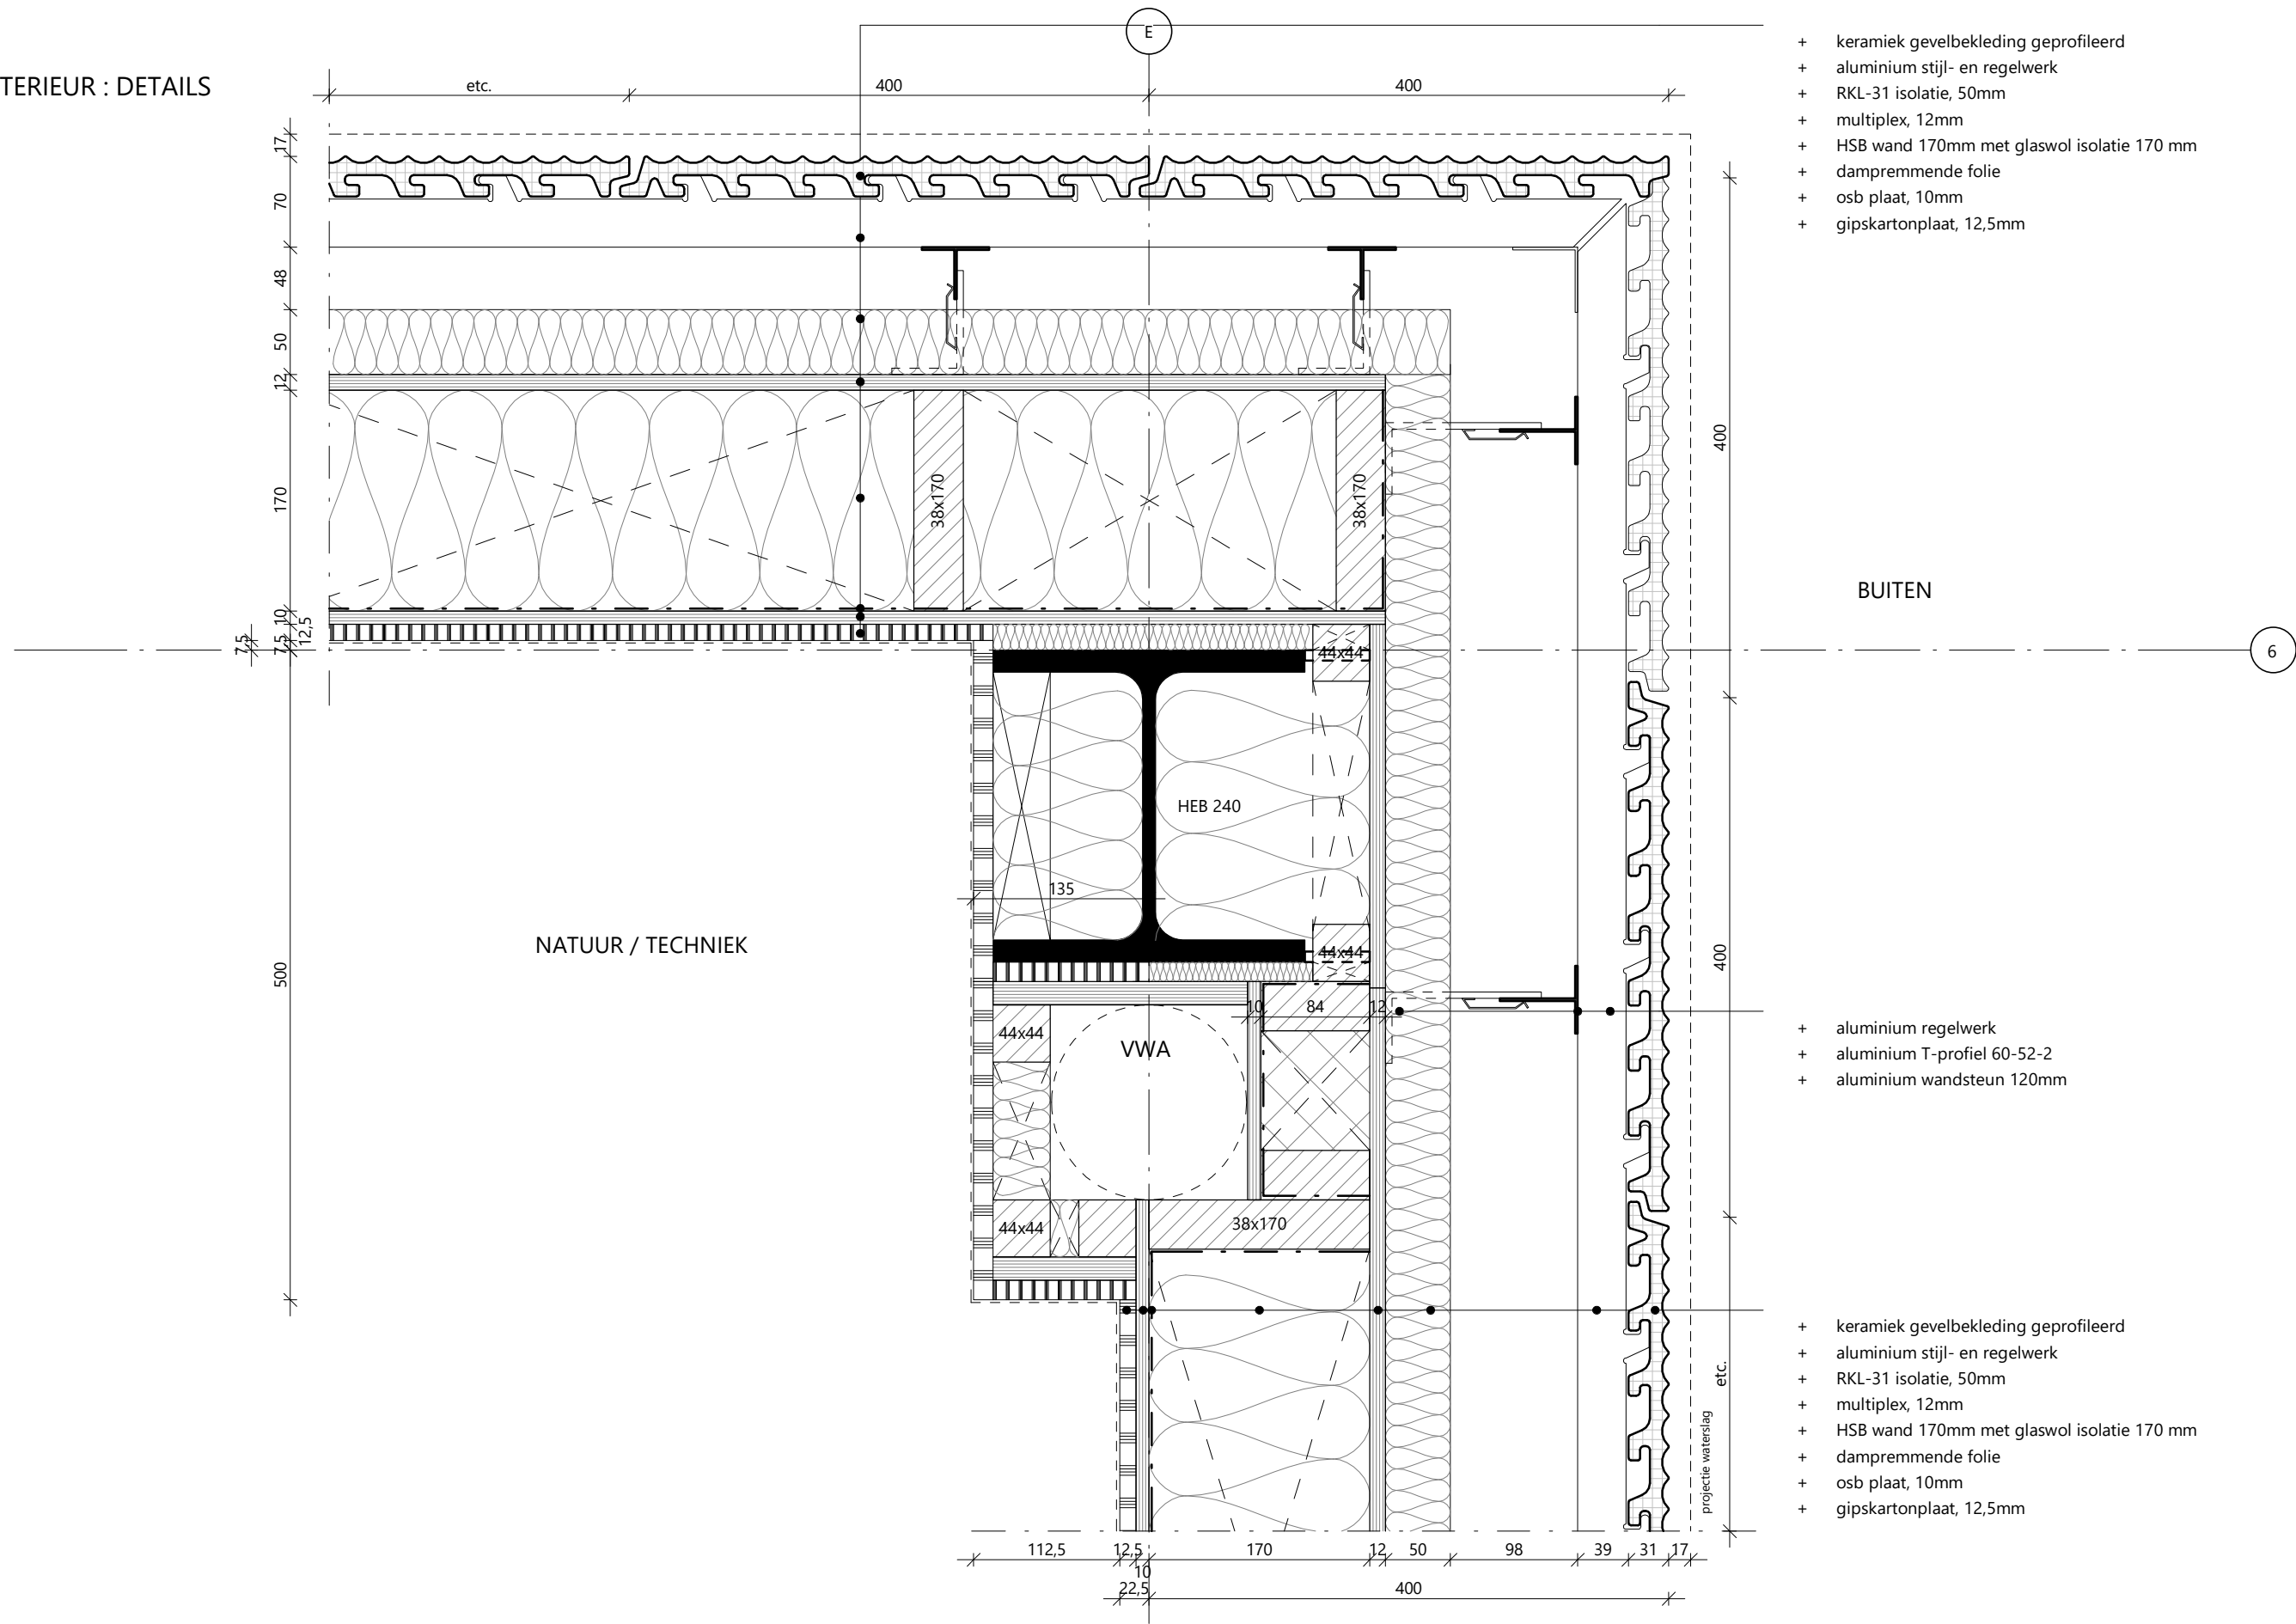 E
TERIEUR : DETAILS
etc.
400
400
+ keramiek gevelbekleding geprofileerd
+ aluminium stijl- en regelwerk
+ RKL-31 isolatie, 50mm
+ multiplex, 12mm
+ HSB wand 170mm met glaswol isolatie 170 mm
+ dampremmende folie
+ osb plaat, 10mm
+ gipskartonplaat, 12,5mm
17
70
48
50
12
170
10
12,5
7,5
7,5
500
38x170
38x170
400
BUITEN
6
44x44
HEB 240
135
NATUUR / TECHNIEK
44x44
400
10
84
12
44x44
VWA
+ aluminium regelwerk
+ aluminium T-profiel 60-52-2
+ aluminium wandsteun 120mm
44x44
38x170
+ keramiek gevelbekleding geprofileerd
+ aluminium stijl- en regelwerk
+ RKL-31 isolatie, 50mm
+ multiplex, 12mm
+ HSB wand 170mm met glaswol isolatie 170 mm
+ dampremmende folie
+ osb plaat, 10mm
+ gipskartonplaat, 12,5mm
etc.
projectie waterslag
112,5
12,5
10
170
12
50
98
39
31
17
22,5
400